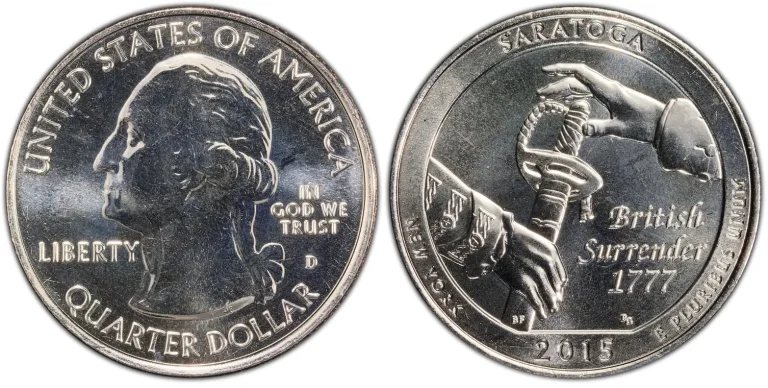 UNITED STATES OF AMERICA
IN
GOD WE
TRUST
LIBERTY
D
QUARTER DOLLAR
SARATOGA
British
Surrender
1777
NEW YORK
BF
2015
E PLURIBUS UNUM